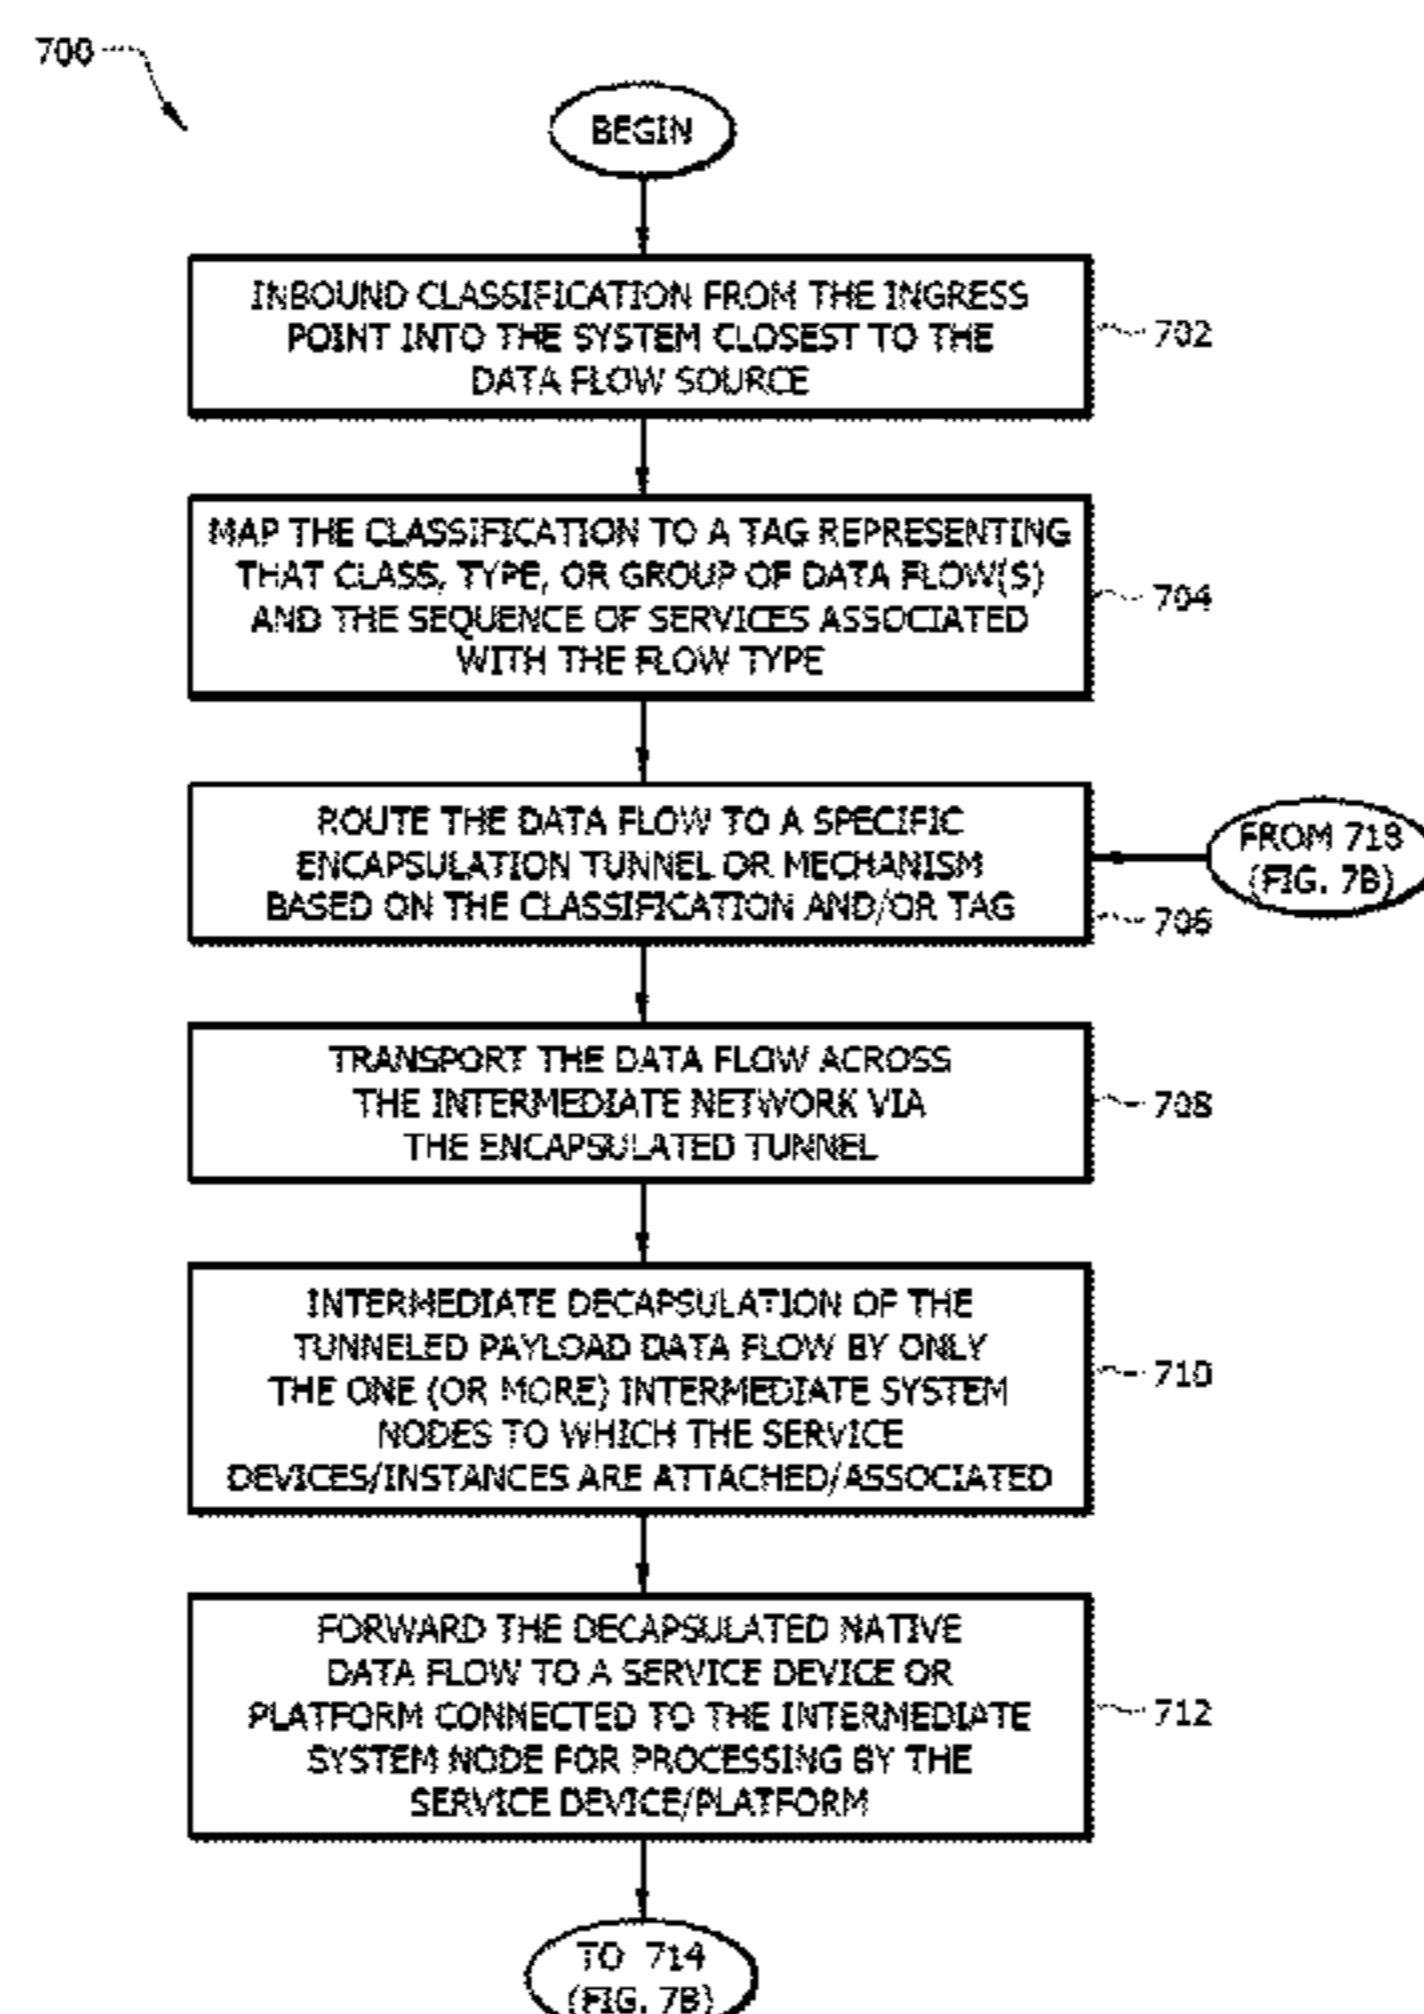 700
BEGIN
INBOUND CLASSIFICATION FROM THE INGRESS
POINT INTO THE SYSTEM CLOSEST TO THE
DATA FLOW SOURCE
702
MAP THE CLASSIFICATION TO A TAG REPRESENTING
THAT CLASS, TYPE, OR GROUP OF DATA FLOW(S)
AND THE SEQUENCE OF SERVICES ASSOCIATED
WITH THE FLOW TYPE
704
ROUTE THE DATA FLOW TO A SPECIFIC
ENCAPSULATION TUNNEL OR MECHANISM
BASED ON THE CLASSIFICATION AND/OR TAG
706
FROM 718
(FIG. 7B)
TRANSPORT THE DATA FLOW ACROSS
THE INTERMEDIATE NETWORK VIA
THE ENCAPSULATED TUNNEL
708
INTERMEDIATE DECAPSULATION OF THE
TUNNELED PAYLOAD DATA FLOW BY ONLY
THE ONE (OR MORE) INTERMEDIATE SYSTEM
NODES TO WHICH THE SERVICE
DEVICES/INSTANCES ARE ATTACHED/ASSOCIATED
710
FORWARD THE DECAPSULATED NATIVE
DATA FLOW TO A SERVICE DEVICE OR
PLATFORM CONNECTED TO THE INTERMEDIATE
SYSTEM NODE FOR PROCESSING BY THE
SERVICE DEVICE/PLATFORM
712
TO 714
(FIG. 7B)